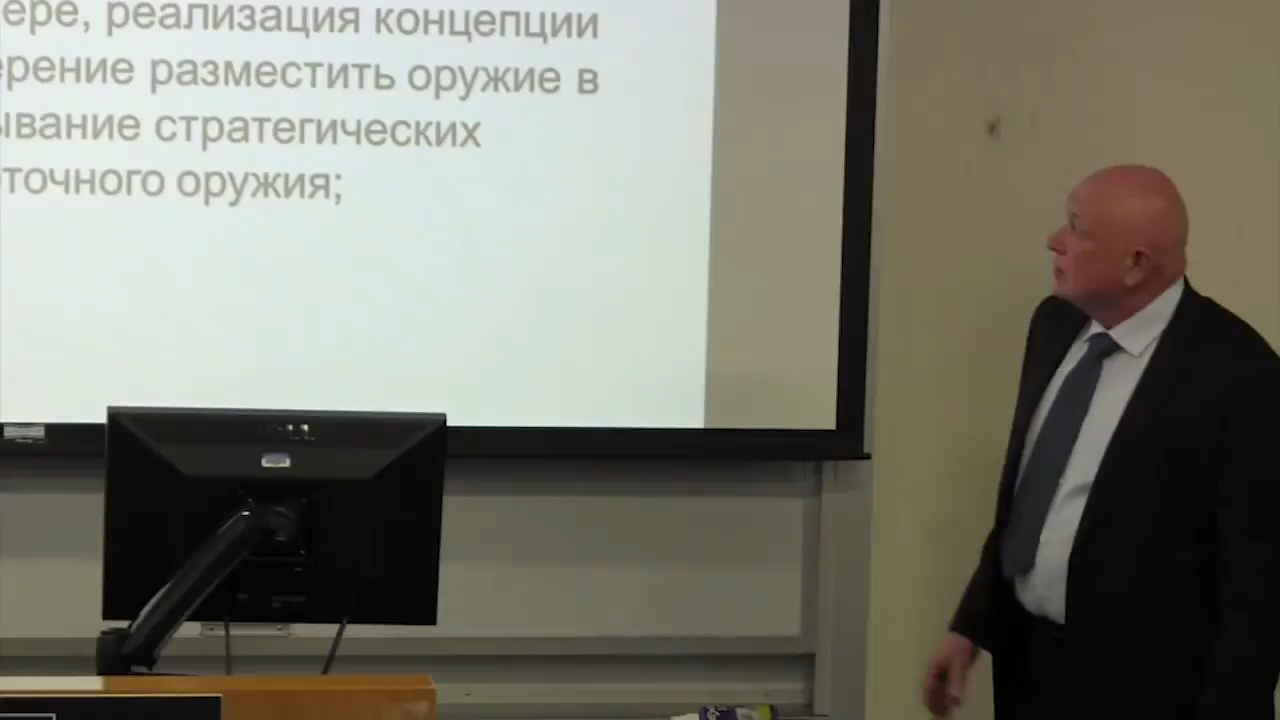 ере, реализация концепции
ерение разместить оружие в
ывание стратегических
точного оружия;